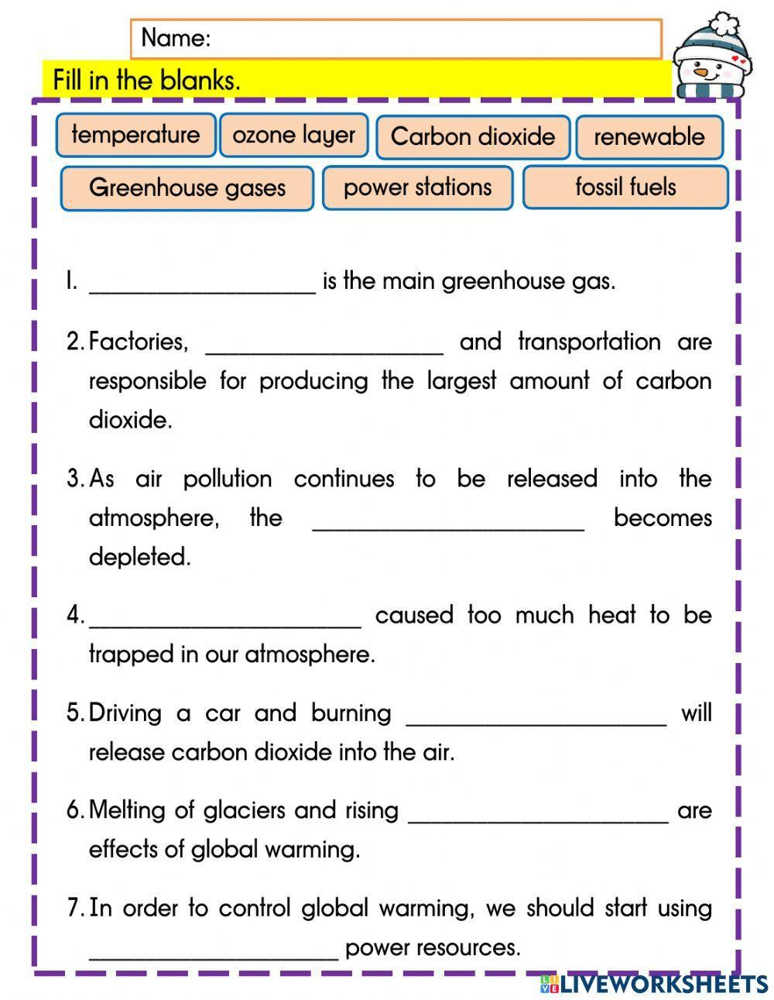 Name:
Fill in the blanks.
temperature ozone layer Carbon dioxide renewable
Greenhouse gases power stations fossil fuels
1. ____________________ is the main greenhouse gas.
2. Factories, _____________________ and transportation are
responsible for producing the largest amount of carbon
dioxide.
3. As air pollution continues to be released into the
atmosphere, the ________________________ becomes
depleted.
4. ________________________ caused too much heat to be
trapped in our atmosphere.
5. Driving a car and burning _______________________ will
release carbon dioxide into the air.
6. Melting of glaciers and rising _______________________ are
effects of global warming.
7. In order to control global warming, we should start using
______________________ power resources.
LIVE LIVEWORKSHEETS